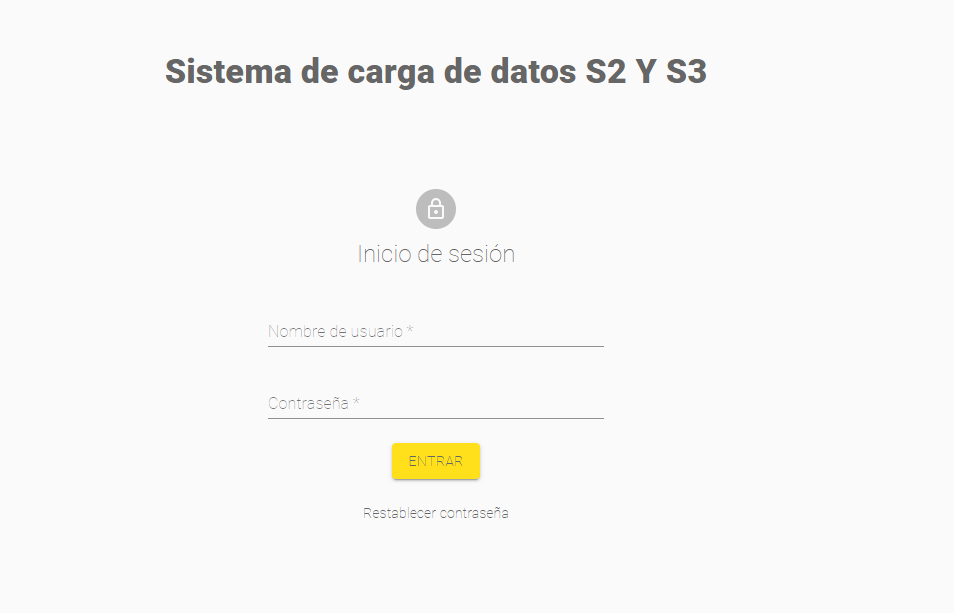 Sistema de carga de datos S2 Y S3
Inicio de sesión
Nombre de usuario *
Contraseña *
ENTRAR
Restablecer contraseña